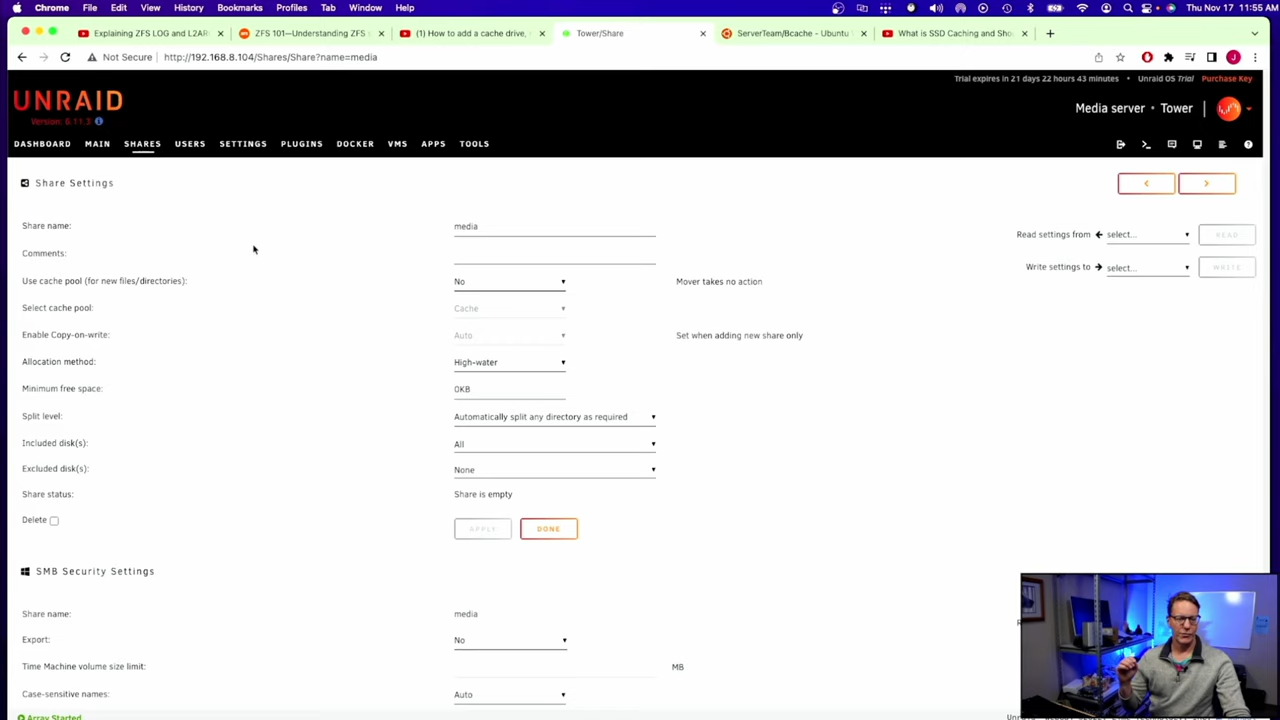 Chrome File Edit View History Bookmarks Profiles Tab Window Help Thu Nov 17 11:55 AM
Explaining ZFS LOG and L2AR × ZFS 101—Understanding ZFS × (1) How to add a cache drive, × Tower/Share × ServerTeam/Bcache - Ubuntu × What is SSD Caching and Sho ×
Not Secure http://192.168.8.104/Shares/Share?name=media
Trial expires in 21 days 22 hours 43 minutes • Unraid OS Trial Purchase Key
UNRAID
Version: 6.11.3
Media server • Tower
DASHBOARD MAIN SHARES USERS SETTINGS PLUGINS DOCKER VMS APPS TOOLS
Share Settings
Share name: media
Read settings from select... READ
Comments:
Write settings to select... WRITE
Use cache pool (for new files/directories): No Mover takes no action
Select cache pool: Cache
Enable Copy-on-write: Auto Set when adding new share only
Allocation method: High-water
Minimum free space: 0KB
Split level: Automatically split any directory as required
Included disk(s): All
Excluded disk(s): None
Share status: Share is empty
Delete APPLY DONE
SMB Security Settings
Share name: media
Export: No
Time Machine volume size limit: MB
Case-sensitive names: Auto
Array Started